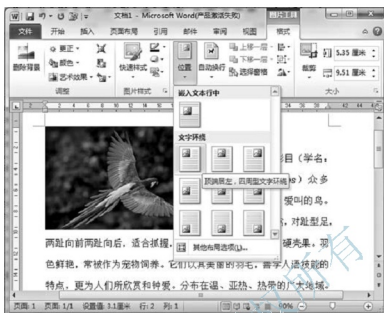 文档1 - Microsoft Word(产品激活失败)
图片工具
文件 开始 插入 页面布局 引用 邮件 审阅 视图 格式
删除背景
更正
颜色
艺术效果
调整
快速样式
图片样式
位置
自动换行
上移一层
下移一层
选择窗格
裁剪
5.35 厘米
9.51 厘米
大小
嵌入文本行中
文字环绕
顶端居左,四周型文字环绕
其他布局选项(L)...
目(学名:
众多
爱叫的鸟。
对趾型足,
两趾向前两趾向后,适合抓握,
硬壳果。羽
色鲜艳,常被作为宠物饲养。它们以其美丽的羽毛,善学人语技能的
特点,更为人们所欣赏和钟爱。分布在温、亚热、热带的广大地域。
页面: 1 页: 1/1 设置值: 1.1厘米 行: 2 列: 1 90%